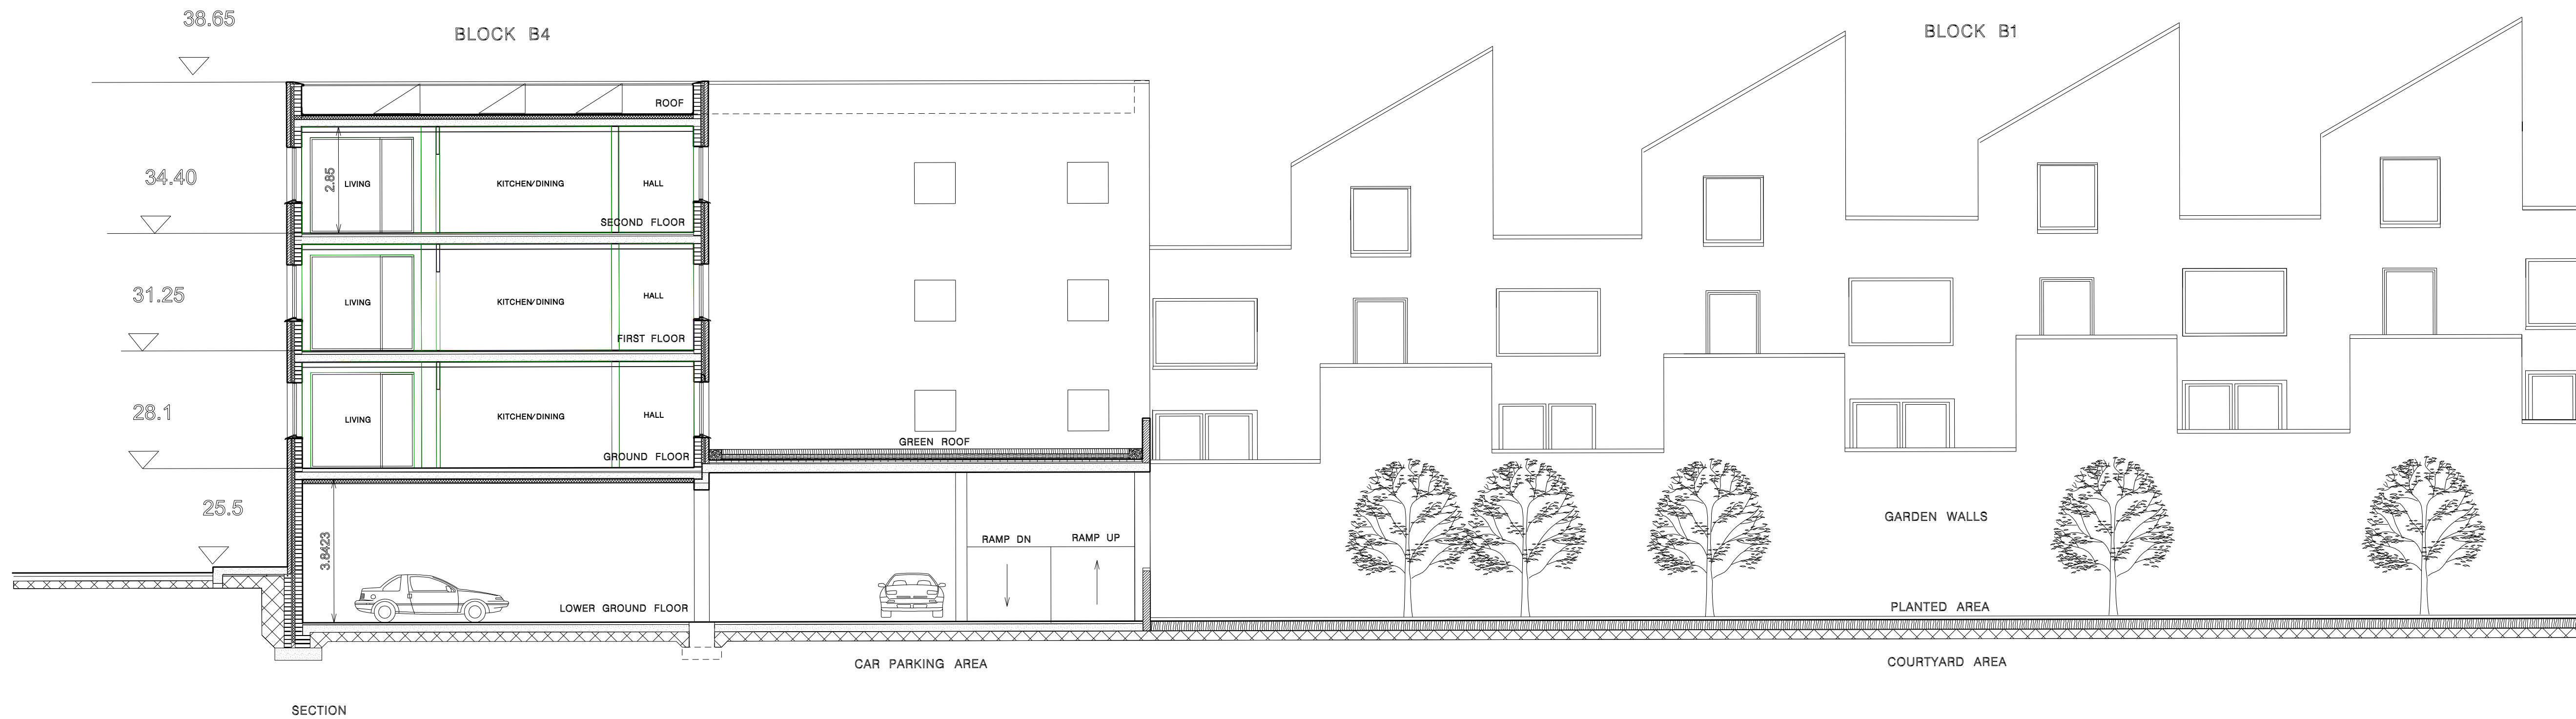 38.65
BLOCK B4
BLOCK B1
ROOF
34.40
2.85
LIVING
KITCHEN/DINING
HALL
SECOND FLOOR
31.25
LIVING
KITCHEN/DINING
HALL
FIRST FLOOR
28.1
LIVING
KITCHEN/DINING
HALL
GROUND FLOOR
GREEN ROOF
25.5
3.8423
RAMP DN
RAMP UP
GARDEN WALLS
LOWER GROUND FLOOR
PLANTED AREA
CAR PARKING AREA
COURTYARD AREA
SECTION